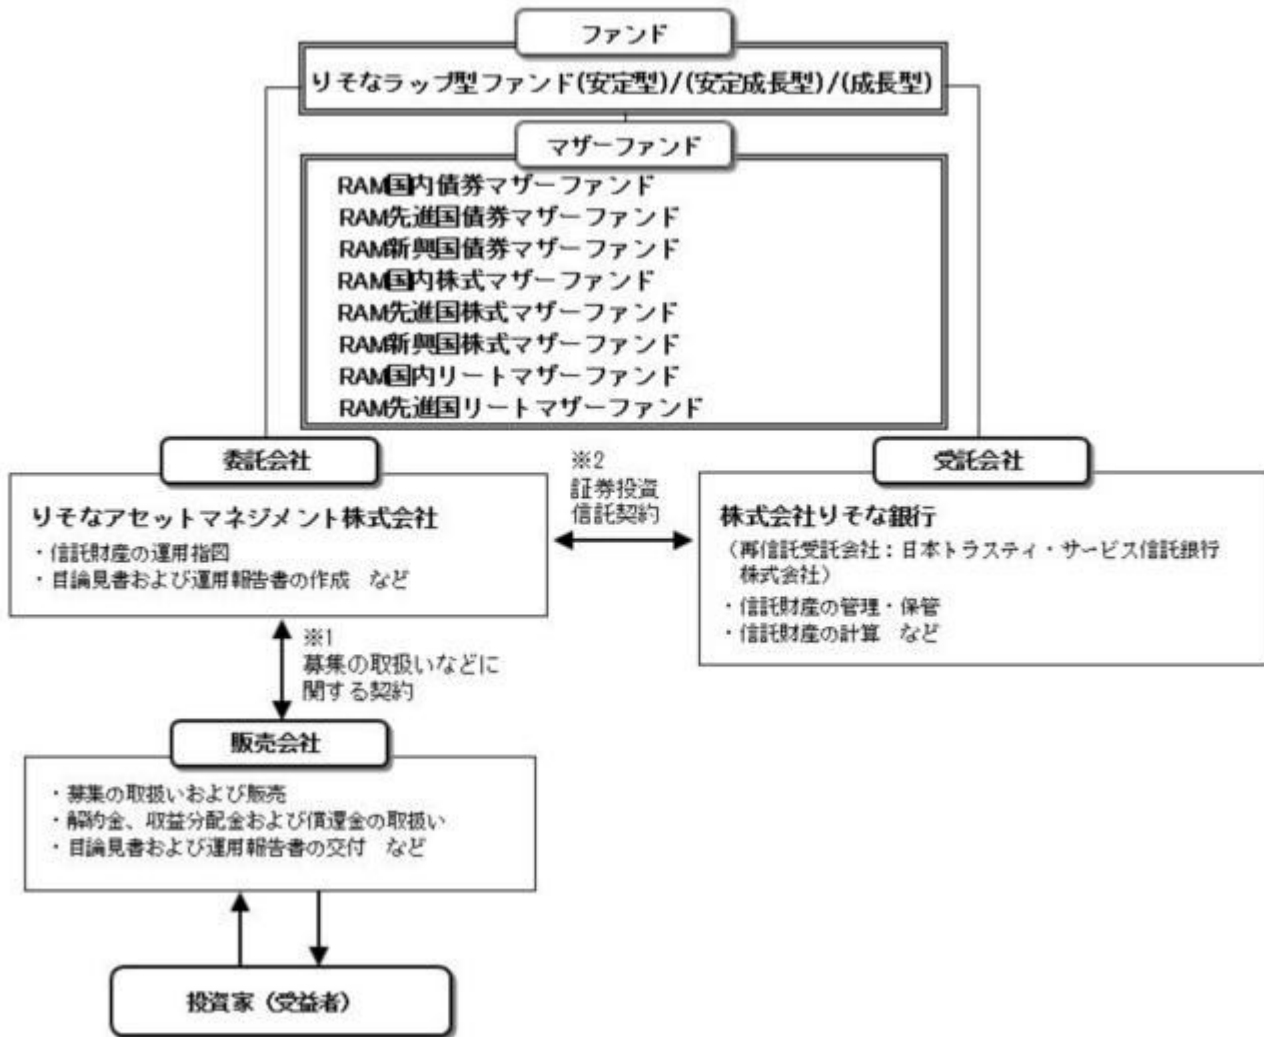 ファンド
りそなラップ型ファンド(安定型)/(安定成長型)/(成長型)
マザーファンド
RAM国内債券マザーファンド
RAM先進国債券マザーファンド
RAM新興国債券マザーファンド
RAM国内株式マザーファンド
RAM先進国株式マザーファンド
RAM新興国株式マザーファンド
RAM国内リートマザーファンド
RAM先進国リートマザーファンド
委託会社
りそなアセットマネジメント株式会社
・信託財産の運用指図
・目論見書および運用報告書の作成 など
※2
証券投資
信託契約
受託会社
株式会社りそな銀行
(再信託受託会社:日本トラスティ・サービス信託銀行
株式会社)
・信託財産の管理・保管
・信託財産の計算 など
※1
募集の取扱いなどに
関する契約
販売会社
・募集の取扱いおよび販売
・解約金、収益分配金および償還金の取扱い
・目論見書および運用報告書の交付 など
投資家(受益者)